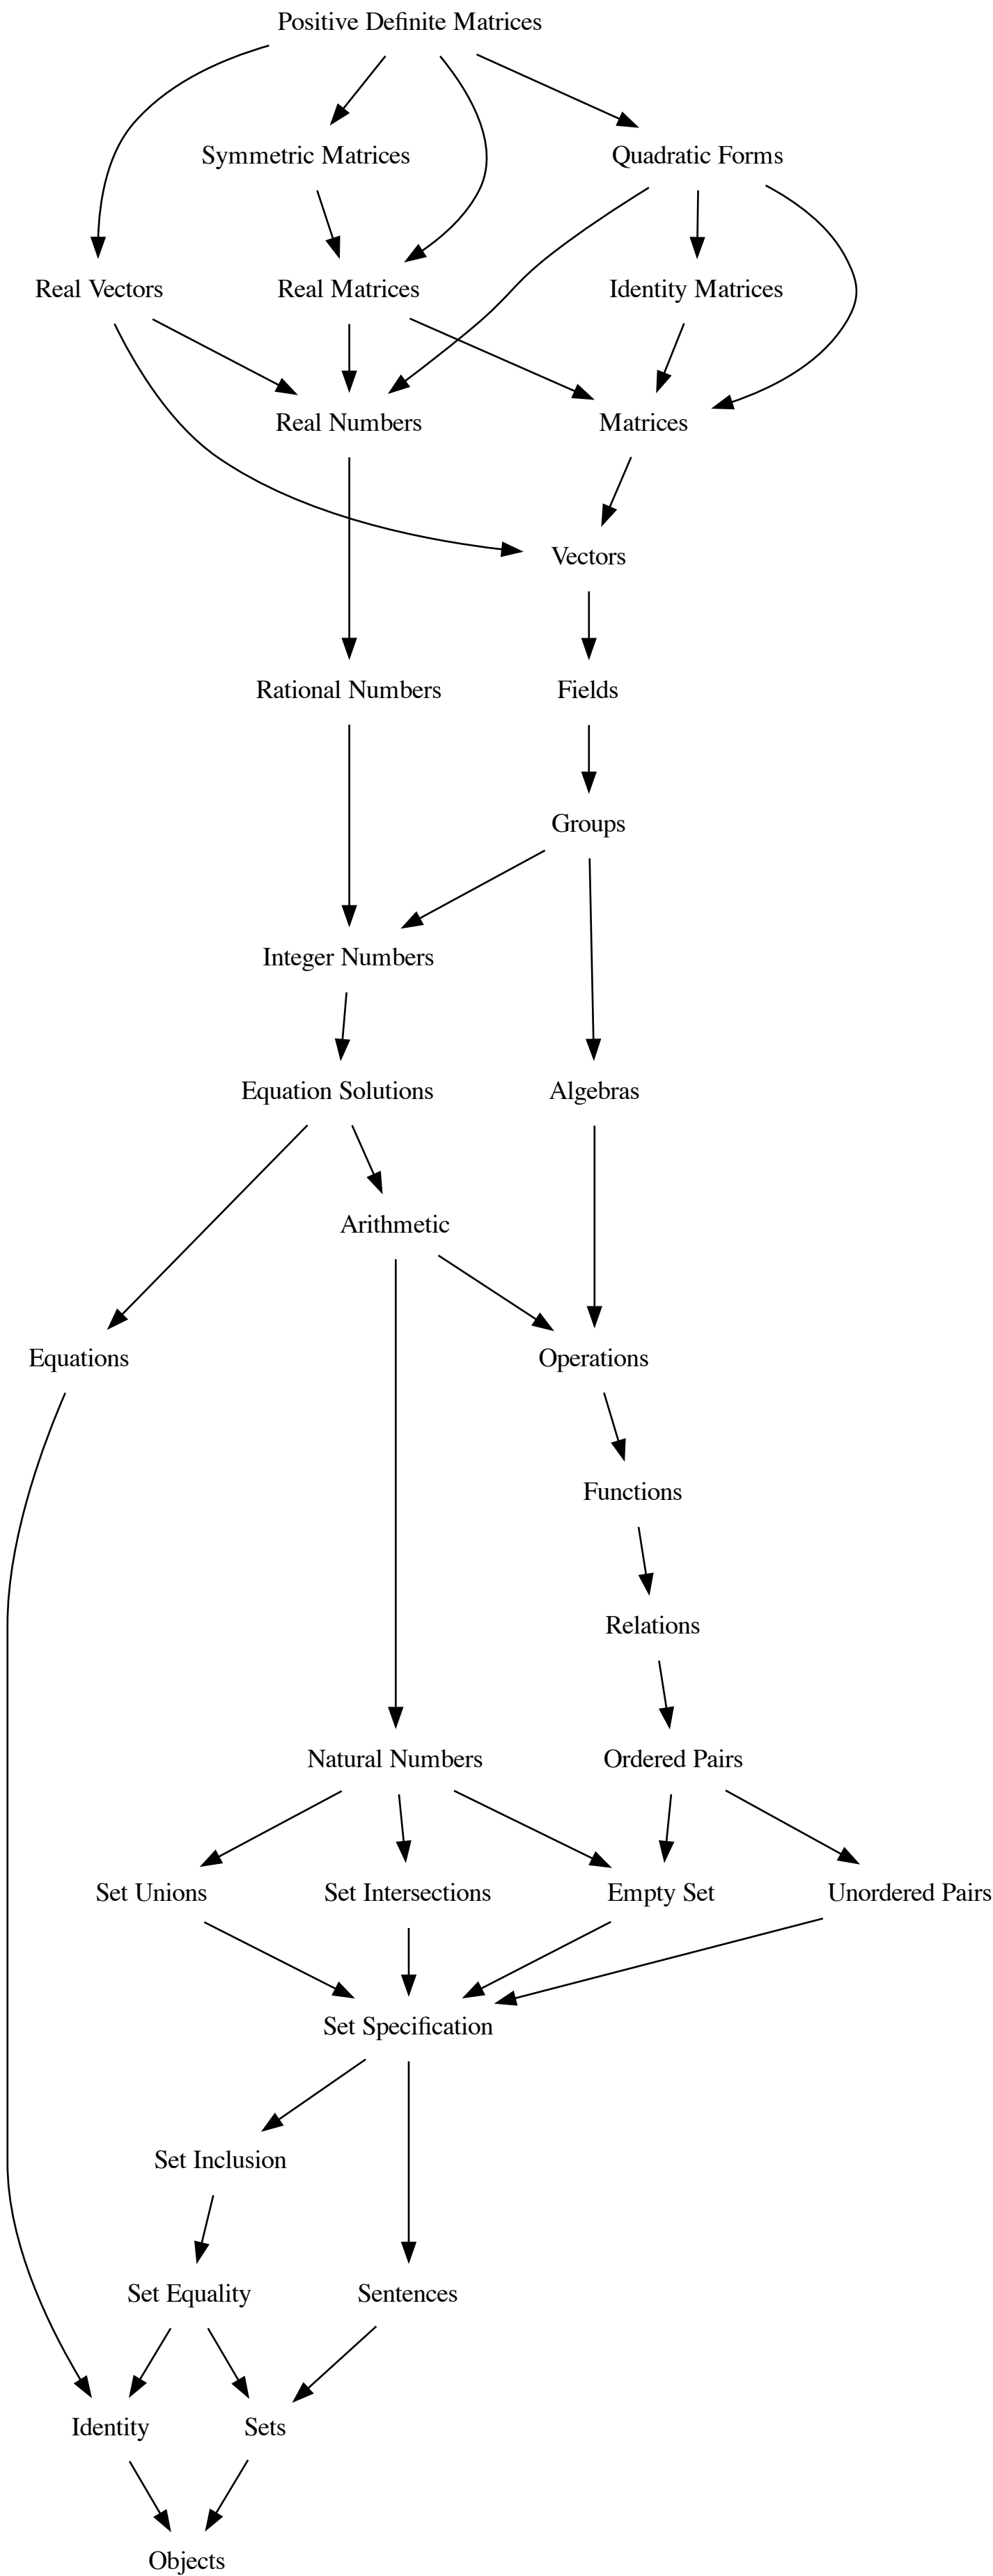 Positive Definite Matrices
Symmetric Matrices
Quadratic Forms
Real Vectors
Real Matrices
Identity Matrices
Real Numbers
Matrices
Vectors
Rational Numbers
Fields
Groups
Integer Numbers
Equation Solutions
Algebras
Arithmetic
Equations
Operations
Functions
Relations
Natural Numbers
Ordered Pairs
Set Unions
Set Intersections
Empty Set
Unordered Pairs
Set Specification
Set Inclusion
Set Equality
Sentences
Identity
Sets
Objects